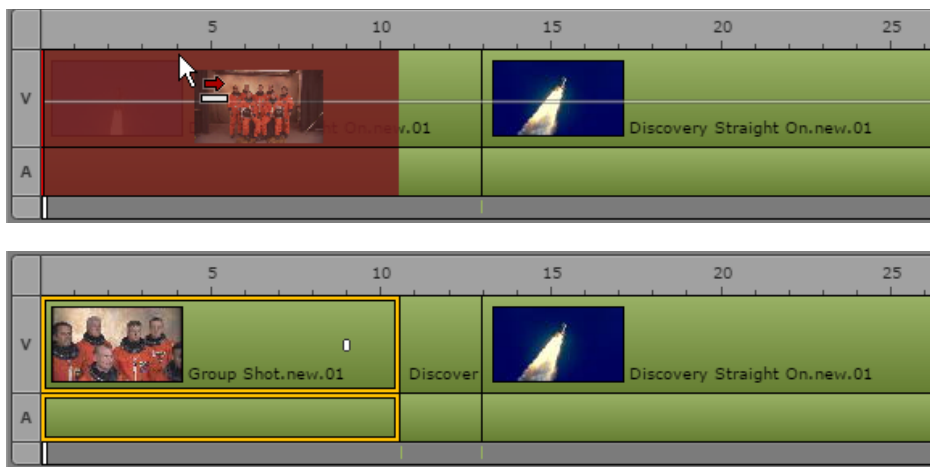 5 10 15 20 25
V
t On.new.01
Discovery Straight On.new.01
A
5 10 15 20 25
V
Group Shot.new.01
Discover
Discovery Straight On.new.01
A